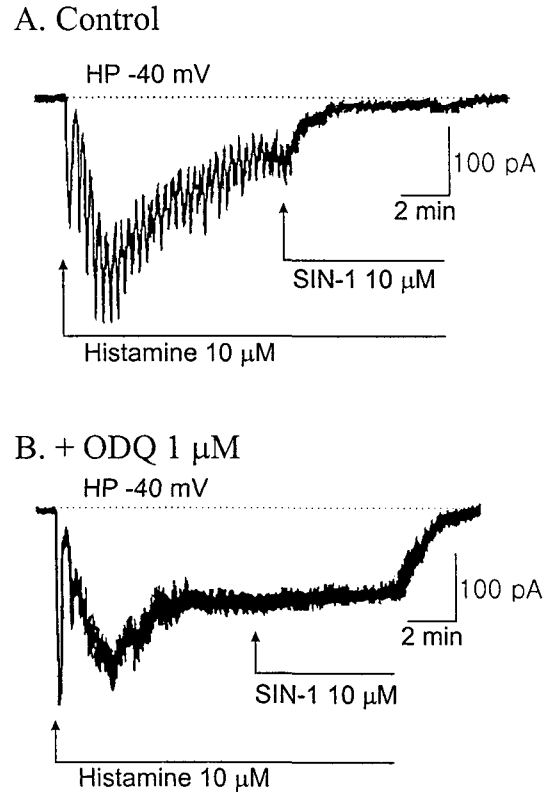 A. Control
HP -40 mV
100 pA
2 min
SIN-1 10 μM
Histamine 10 μM
B. + ODQ 1 μM
HP -40 mV
100 pA
2 min
SIN-1 10 μM
Histamine 10 μM